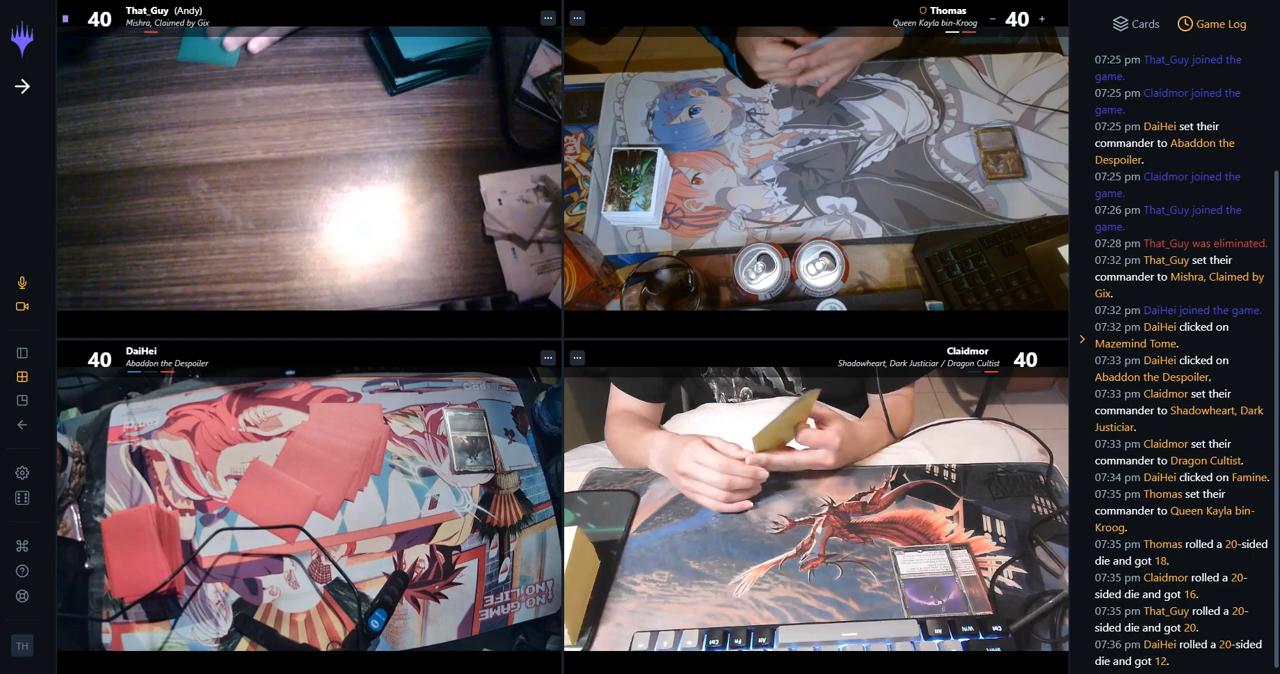 40
That_Guy (Andy)
Mishra, Claimed by Gix
Thomas
Queen Kayla bin-Kroog
− 40 +
40
DaiHei
Abaddon the Despoiler
NO GAME
NO LIFE
Claidmor
Shadowheart, Dark Justiciar / Dragon Cultist
40
Ctrl
Alt
Alt
Win
Ctrl
TH
Cards
Game Log
07:25 pm That_Guy joined the
game.
07:25 pm Claidmor joined the
game.
07:25 pm DaiHei set their
commander to Abaddon the
Despoiler.
07:25 pm Claidmor joined the
game.
07:26 pm That_Guy joined the
game.
07:28 pm That_Guy was eliminated.
07:32 pm That_Guy set their
commander to Mishra, Claimed by
Gix.
07:32 pm DaiHei joined the game.
07:32 pm DaiHei clicked on
Mazemind Tome.
07:33 pm DaiHei clicked on
Abaddon the Despoiler.
07:33 pm Claidmor set their
commander to Shadowheart, Dark
Justiciar.
07:33 pm Claidmor set their
commander to Dragon Cultist.
07:34 pm DaiHei clicked on Famine.
07:35 pm Thomas set their
commander to Queen Kayla bin-
Kroog.
07:35 pm Thomas rolled a 20-sided
die and got 18.
07:35 pm Claidmor rolled a 20-
sided die and got 16.
07:35 pm That_Guy rolled a 20-
sided die and got 20.
07:36 pm DaiHei rolled a 20-sided
die and got 12.